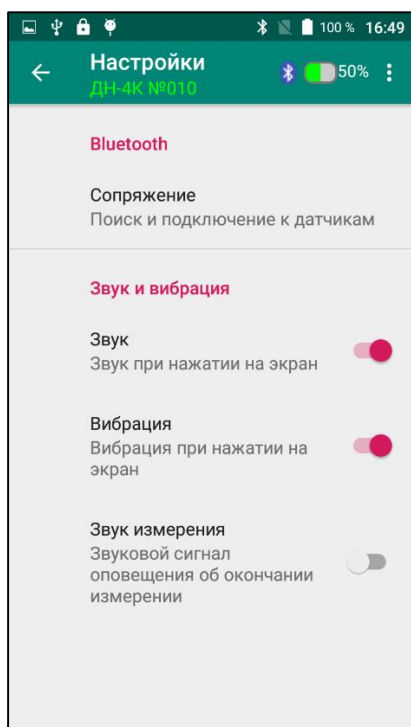 100 % 16:49
Настройки
ДН-4К №010
50%
Bluetooth
Сопряжение
Поиск и подключение к датчикам
Звук и вибрация
Звук
Звук при нажатии на экран
Вибрация
Вибрация при нажатии на
экран
Звук измерения
Звуковой сигнал
оповещения об окончании
измерении